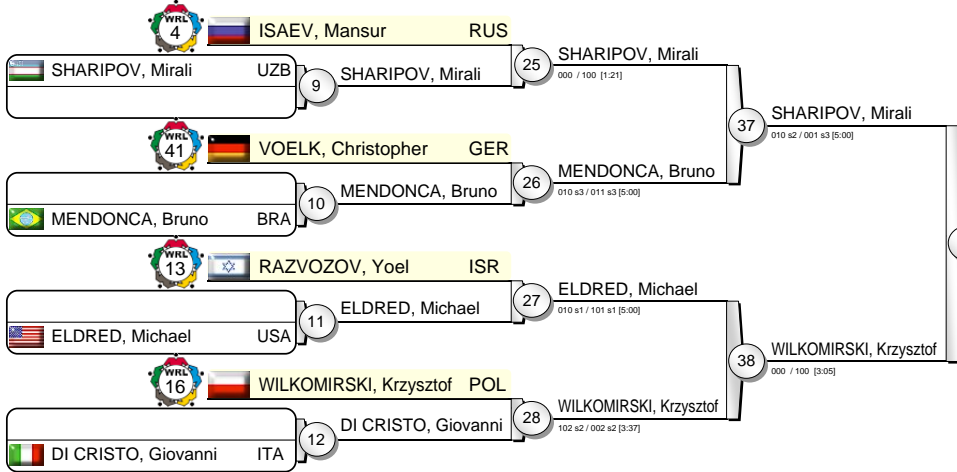 WRL
4
ISAEV, Mansur RUS
SHARIPOV, Mirali UZB
9
SHARIPOV, Mirali
25
SHARIPOV, Mirali
000 / 100 [1:21]
37
SHARIPOV, Mirali
010 s2 / 001 s3 [5:00]
WRL
41
VOELK, Christopher GER
MENDONCA, Bruno BRA
10
MENDONCA, Bruno
26
MENDONCA, Bruno
010 s3 / 011 s3 [5:00]
WRL
13
RAZVOZOV, Yoel ISR
ELDRED, Michael USA
11
ELDRED, Michael
27
ELDRED, Michael
010 s1 / 101 s1 [5:00]
38
WILKOMIRSKI, Krzysztof
000 / 100 [3:05]
WRL
16
WILKOMIRSKI, Krzysztof POL
DI CRISTO, Giovanni ITA
12
DI CRISTO, Giovanni
28
WILKOMIRSKI, Krzysztof
102 s2 / 002 s2 [3:37]